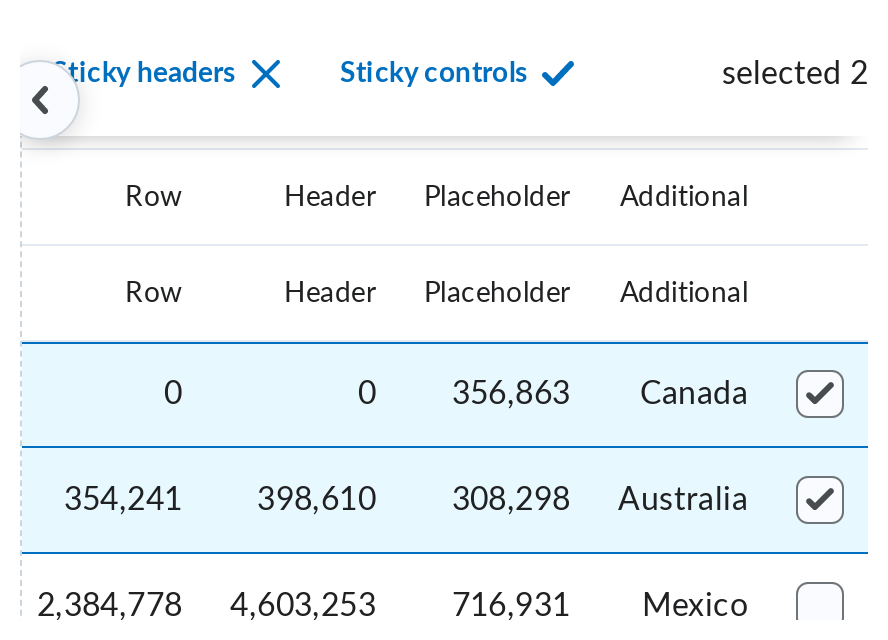 Sticky headers Sticky controls selected 2
Row Header Placeholder Additional
Row Header Placeholder Additional
0 0 356,863 Canada
354,241 398,610 308,298 Australia
2,384,778 4,603,253 716,931 Mexico